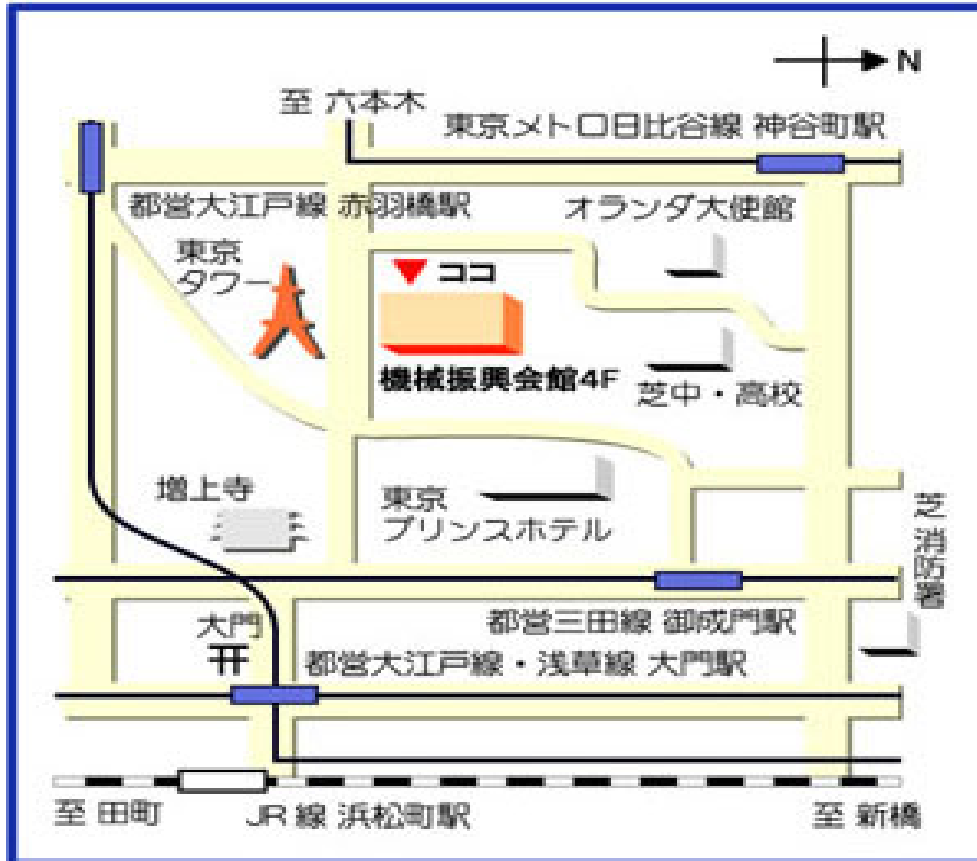 N
至 六本木
東京メトロ日比谷線 神谷町駅
都営大江戸線 赤羽橋駅
オランダ大使館
東京
タワー
ココ
機械振興会館4F
芝中・高校
増上寺
東京
プリンスホテル
芝消防署
大門
都営三田線 御成門駅
都営大江戸線・浅草線 大門駅
至 田町
JR線 浜松町駅
至 新橋